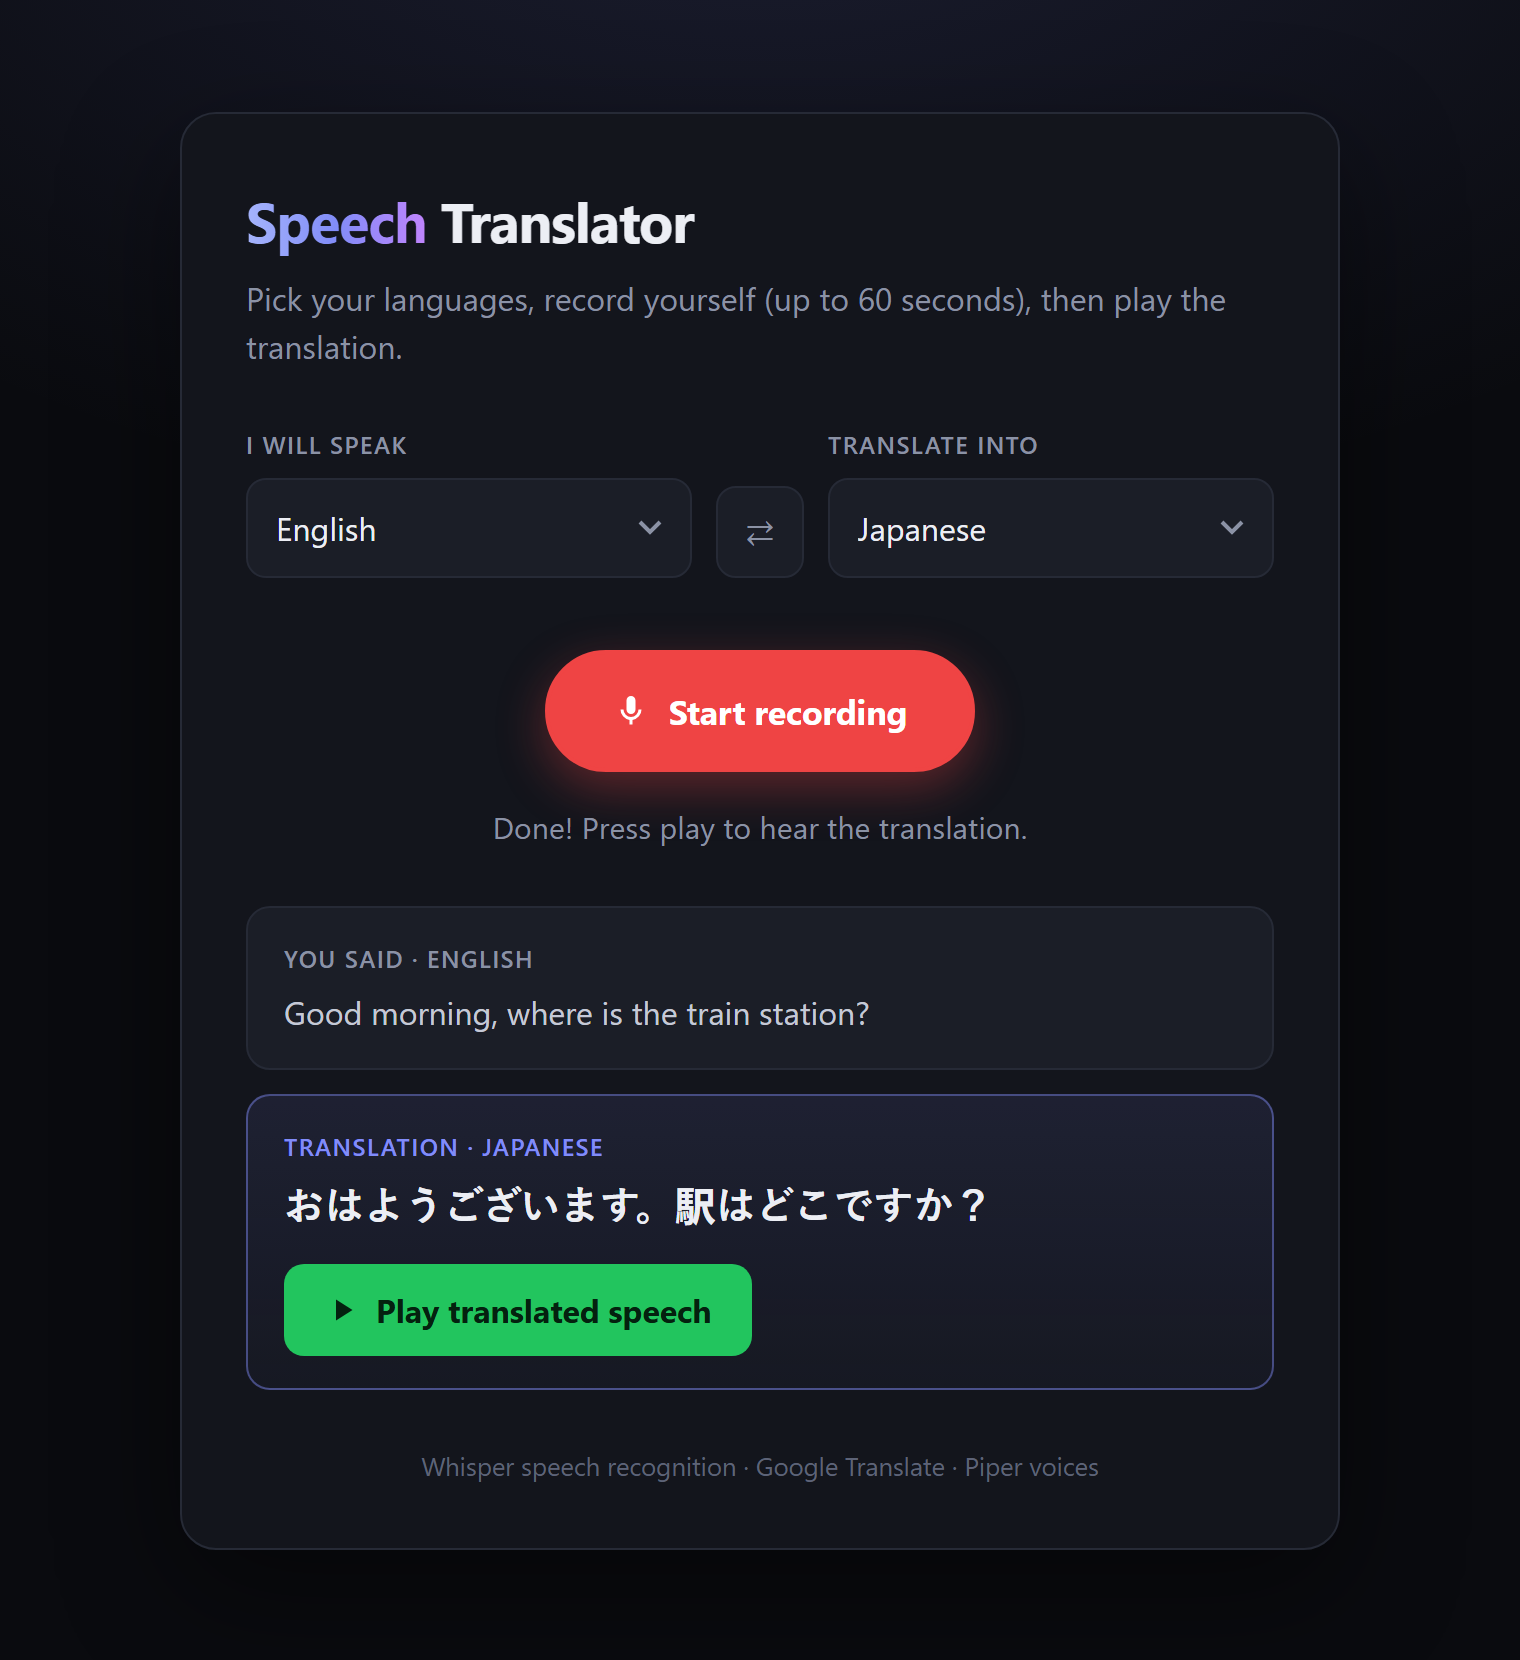 Speech Translator
Pick your languages, record yourself (up to 60 seconds), then play the
translation.
I WILL SPEAK
TRANSLATE INTO
English
Japanese
Start recording
Done! Press play to hear the translation.
YOU SAID · ENGLISH
Good morning, where is the train station?
TRANSLATION · JAPANESE
おはようございます。駅はどこですか？
Play translated speech
Whisper speech recognition · Google Translate · Piper voices